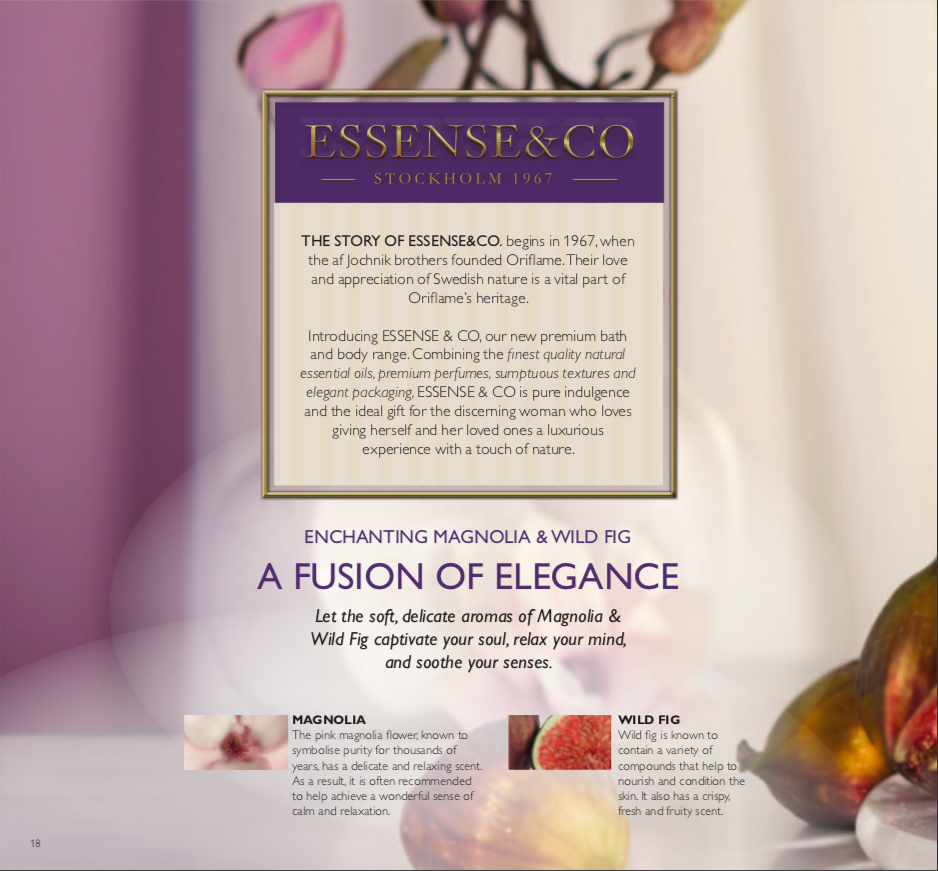 ESSENSE&CO
STOCKHOLM 1967
THE STORY OF ESSENSE&CO. begins in 1967, when
the af Jochnik brothers founded Oriflame. Their love
and appreciation of Swedish nature is a vital part of
Oriflame's heritage.
Introducing ESSENSE & CO, our new premium bath
and body range. Combining the finest quality natural
essential oils, premium perfumes, sumptuous textures and
elegant packaging, ESSENSE & CO is pure indulgence
and the ideal gift for the discerning woman who loves
giving herself and her loved ones a luxurious
experience with a touch of nature.
ENCHANTING MAGNOLIA & WILD FIG
A FUSION OF ELEGANCE
Let the soft, delicate aromas of Magnolia &
Wild Fig captivate your soul, relax your mind,
and soothe your senses.
MAGNOLIA
The pink magnolia flower, known to
symbolise purity for thousands of
years, has a delicate and relaxing scent.
As a result, it is often recommended
to help achieve a wonderful sense of
calm and relaxation.
WILD FIG
Wild fig is known to
contain a variety of
compounds that help to
nourish and condition the
skin. It also has a crispy,
fresh and fruity scent.
18